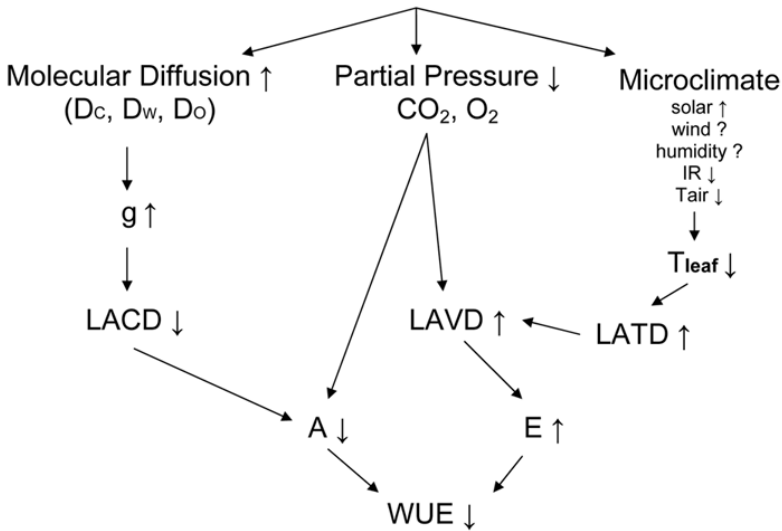 Molecular Diffusion ↑
(Dc, Dw, Do)
Partial Pressure ↓
CO₂, O₂
Microclimate
solar ↑
wind ?
humidity ?
IR ↓
Tair ↓
g ↑
Tleaf ↓
LACD ↓
LAVD ↑
LATD ↑
A ↓
E ↑
WUE ↓